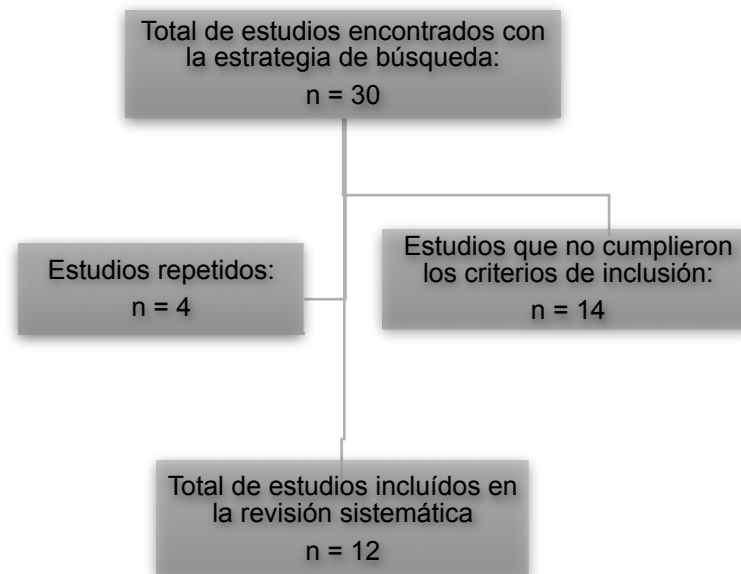 Total de estudios encontrados con
la estrategia de búsqueda:
n = 30
Estudios repetidos:
n = 4
Estudios que no cumplieron
los criterios de inclusión:
n = 14
Total de estudios incluídos en
la revisión sistemática
n = 12